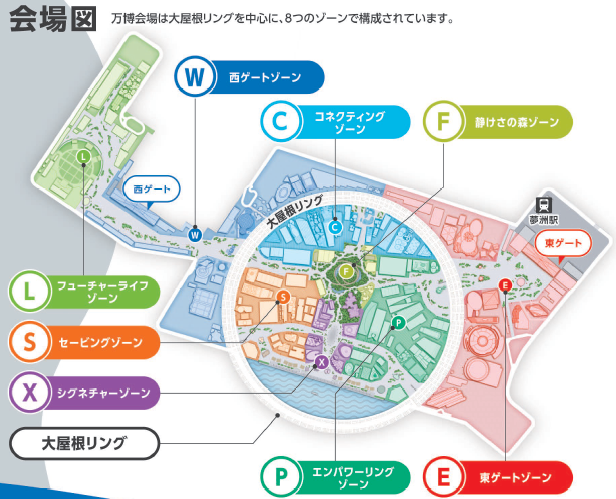 会場図
万博会場は大屋根リングを中心に、8つのゾーンで構成されています。
W 西ゲートゾーン
C コネクティング
ゾーン
F 静けさの森ゾーン
L
西ゲート
大屋根リング
夢洲駅
W
C
東ゲート
F
E
L フューチャーライフ
ゾーン
S
P
S セービングゾーン
X
X シグネチャーゾーン
大屋根リング
P エンパワーリング
ゾーン
E 東ゲートゾーン